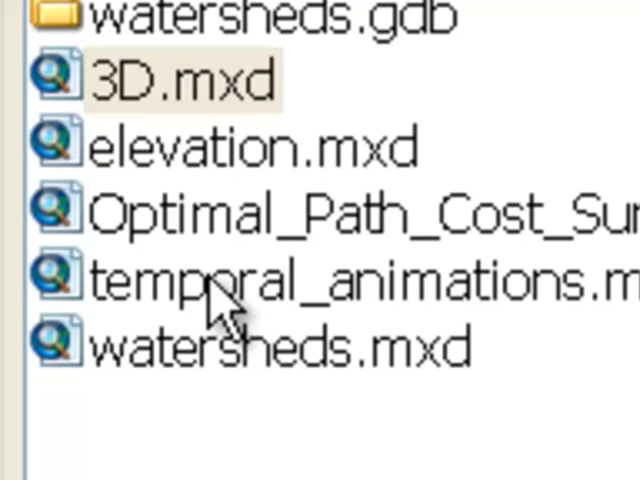 watersheds.gdb
3D.mxd
elevation.mxd
Optimal_Path_Cost_Sur
temporal_animations.m
watersheds.mxd